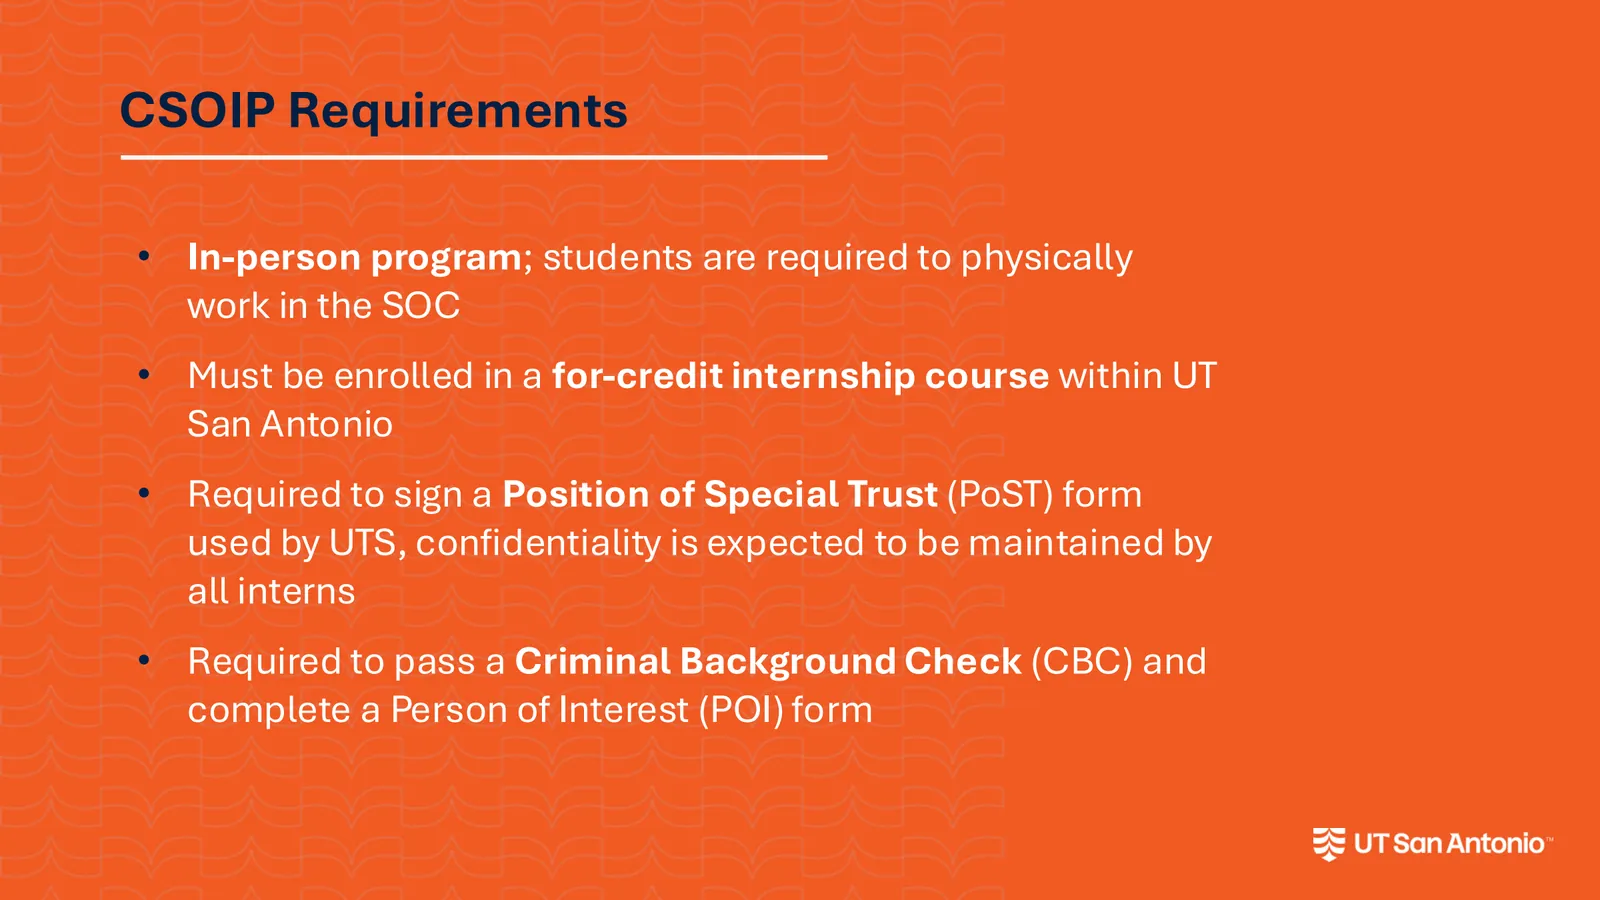 CSOIP Requirements
• In-person program; students are required to physically
work in the SOC
• Must be enrolled in a for-credit internship course within UT
San Antonio
• Required to sign a Position of Special Trust (PoST) form
used by UTS, confidentiality is expected to be maintained by
all interns
• Required to pass a Criminal Background Check (CBC) and
complete a Person of Interest (POI) form
UT San Antonio™